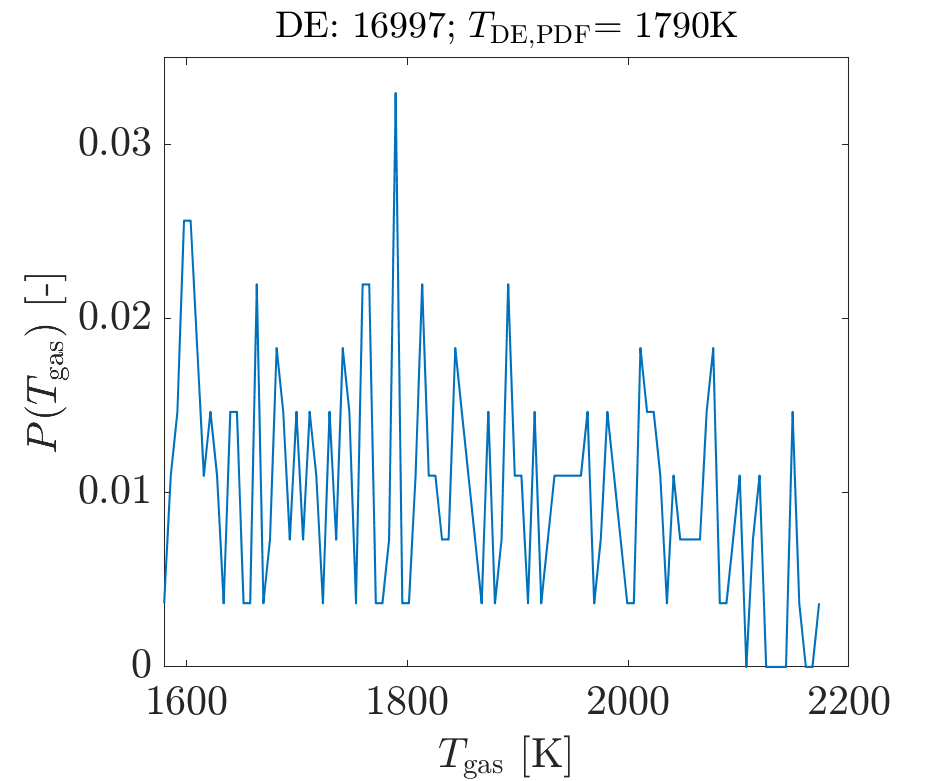 DE: 16997; T_DE,PDF= 1790K
P(T_gas) [-]
0.03
0.02
0.01
0
1600 1800 2000 2200
T_gas [K]